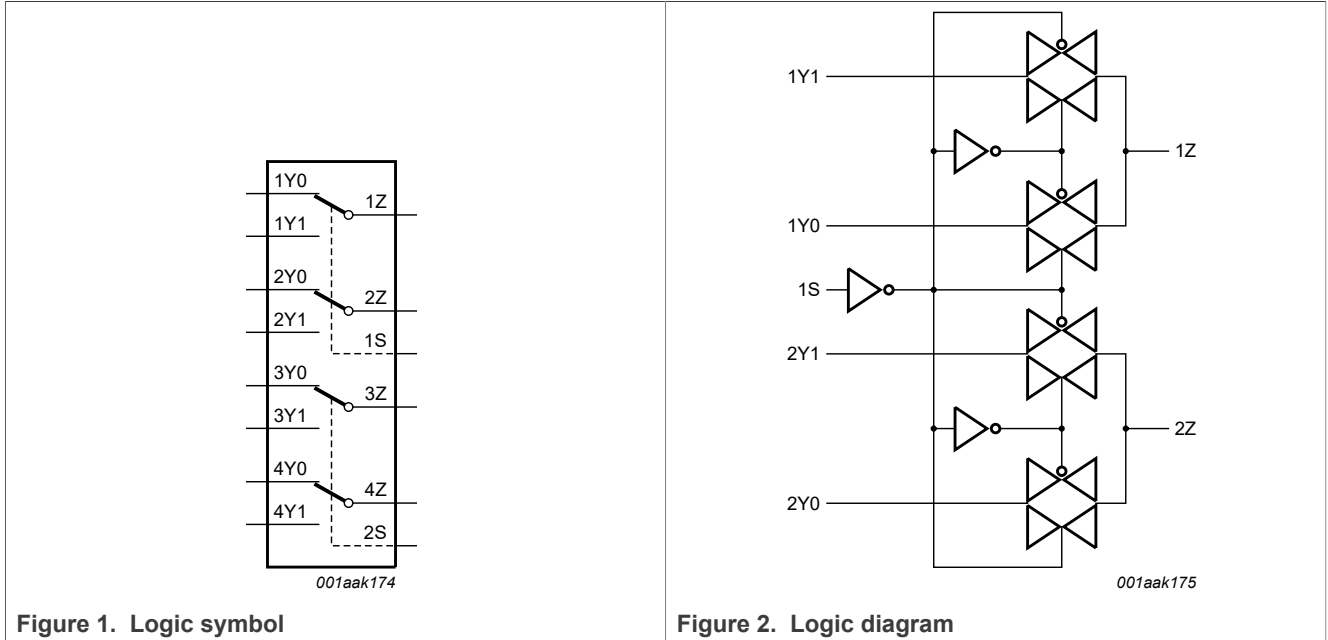 1Y0
1Z
1Y1
2Y0
2Z
2Y1
1S
3Y0
3Z
3Y1
4Y0
4Z
4Y1
2S
001aak174
Figure 1. Logic symbol
1Y1
1Z
1Y0
1S
2Y1
2Z
2Y0
001aak175
Figure 2. Logic diagram